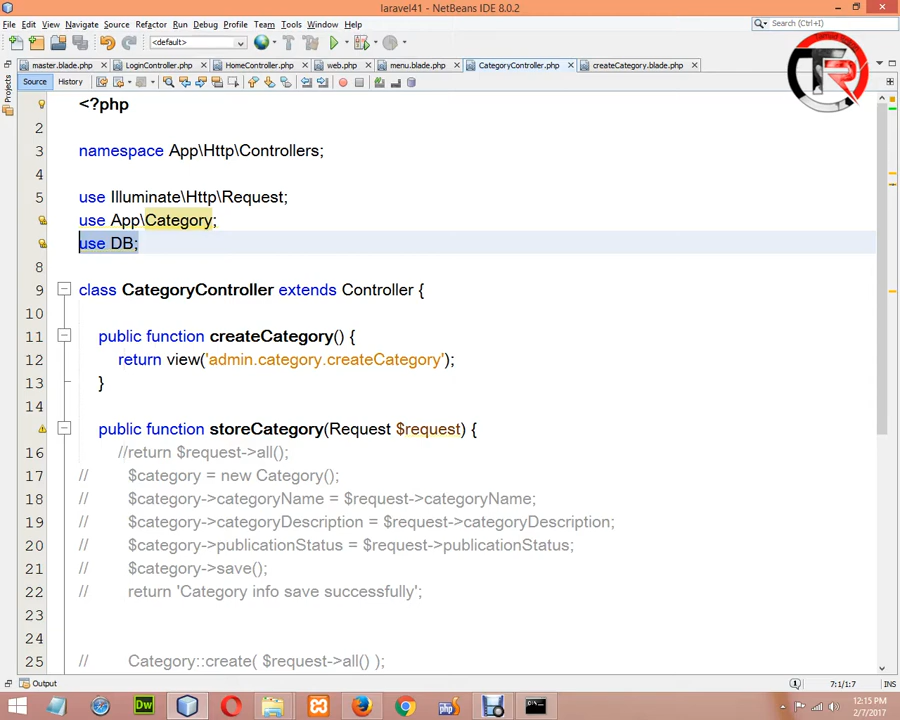 laravel41 - NetBeans IDE 8.0.2
File Edit View Navigate Source Refactor Run Debug Profile Team Tools Window Help
Search (Ctrl+I)
<default>
master.blade.php LoginController.php HomeController.php web.php menu.blade.php CategoryController.php createCategory.blade.php
Projects
Source History
<?php
2
3 namespace App\Http\Controllers;
4
5 use Illuminate\Http\Request;
use App\Category;
use DB;
8
9 class CategoryController extends Controller {
10
11 public function createCategory() {
12 return view('admin.category.createCategory');
13 }
14
public function storeCategory(Request $request) {
16 //return $request->all();
17 // $category = new Category();
18 // $category->categoryName = $request->categoryName;
19 // $category->categoryDescription = $request->categoryDescription;
20 // $category->publicationStatus = $request->publicationStatus;
21 // $category->save();
22 // return 'Category info save successfully';
23
24
25 // Category::create( $request->all() );
Output
7:1/1:7 INS
Dw
php
12:15 PM
2/7/2017